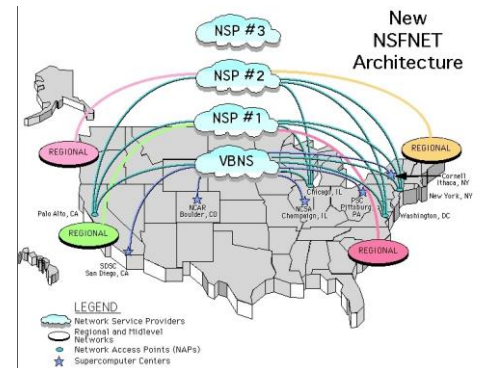 New
NSFNET
Architecture
NSP #3
NSP #2
NSP #1
VBNS
REGIONAL
REGIONAL
REGIONAL
REGIONAL
Cornell
Ithaca, NY
New York, NY
Chicago, IL
PSC
Pittsburg,
PA
NCAR
Boulder, CO
NCSA
Champaign, IL
Washington, DC
Palo Alto, CA
SDSC
San Diego, CA
LEGEND
Network Service Providers
Regional and Midlevel
Networks
Network Access Points (NAPs)
Supercomputer Centers